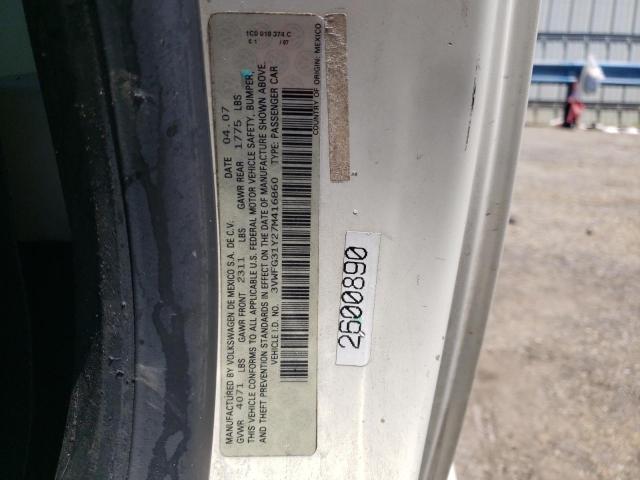 1C0 010 374 C
MANUFACTURED BY VOLKSWAGEN DE MEXICO S.A. DE C.V. DATE 04.07
GVWR 4071 LBS GAWR FRONT 2311 LBS GAWR REAR 1775 LBS
THIS VEHICLE CONFORMS TO ALL APPLICABLE U.S. FEDERAL MOTOR VEHICLE SAFETY, BUMPER,
AND THEFT PREVENTION STANDARDS IN EFFECT ON THE DATE OF MANUFACTURE SHOWN ABOVE.
VEHICLE I.D. NO. 3VWFG31Y27M416860 TYPE: PASSENGER CAR
COUNTRY OF ORIGIN: MEXICO
2600890